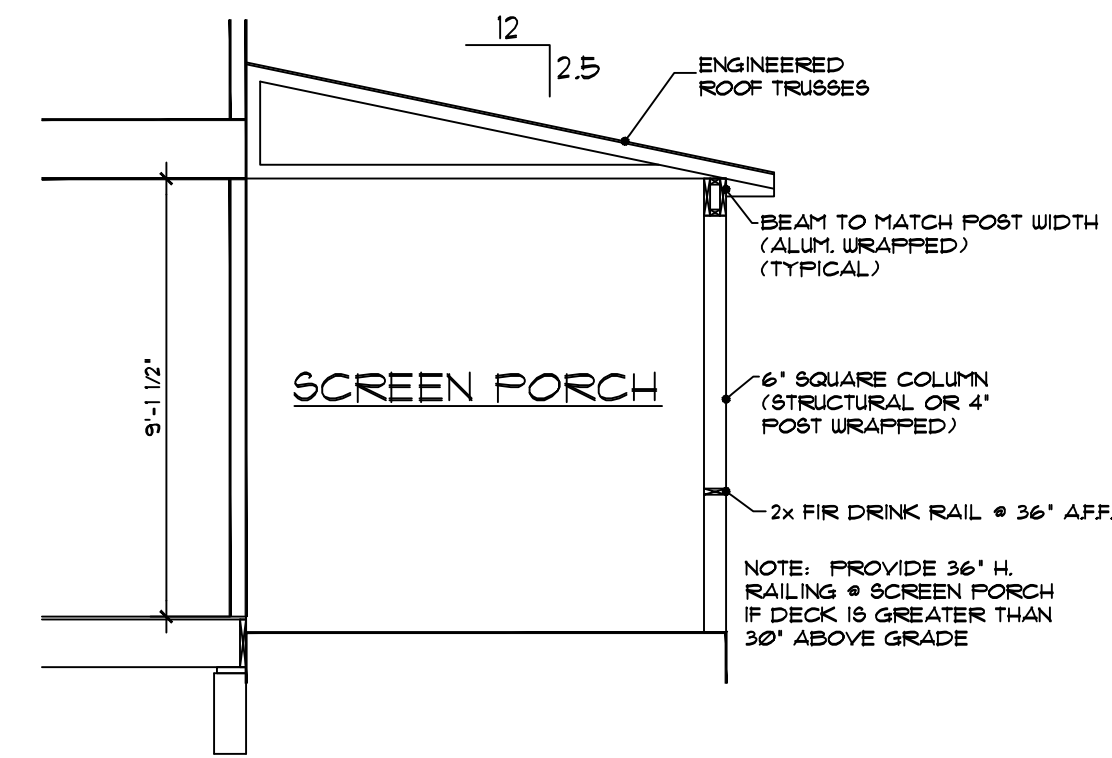 12
2.5
ENGINEERED
ROOF TRUSSES
BEAM TO MATCH POST WIDTH
(ALUM. WRAPPED)
(TYPICAL)
9'-1 1/2"
SCREEN PORCH
6" SQUARE COLUMN
(STRUCTURAL OR 4"
POST WRAPPED)
2x FIR DRINK RAIL @ 36" A.F.F.
NOTE: PROVIDE 36" H.
RAILING @ SCREEN PORCH
IF DECK IS GREATER THAN
30" ABOVE GRADE